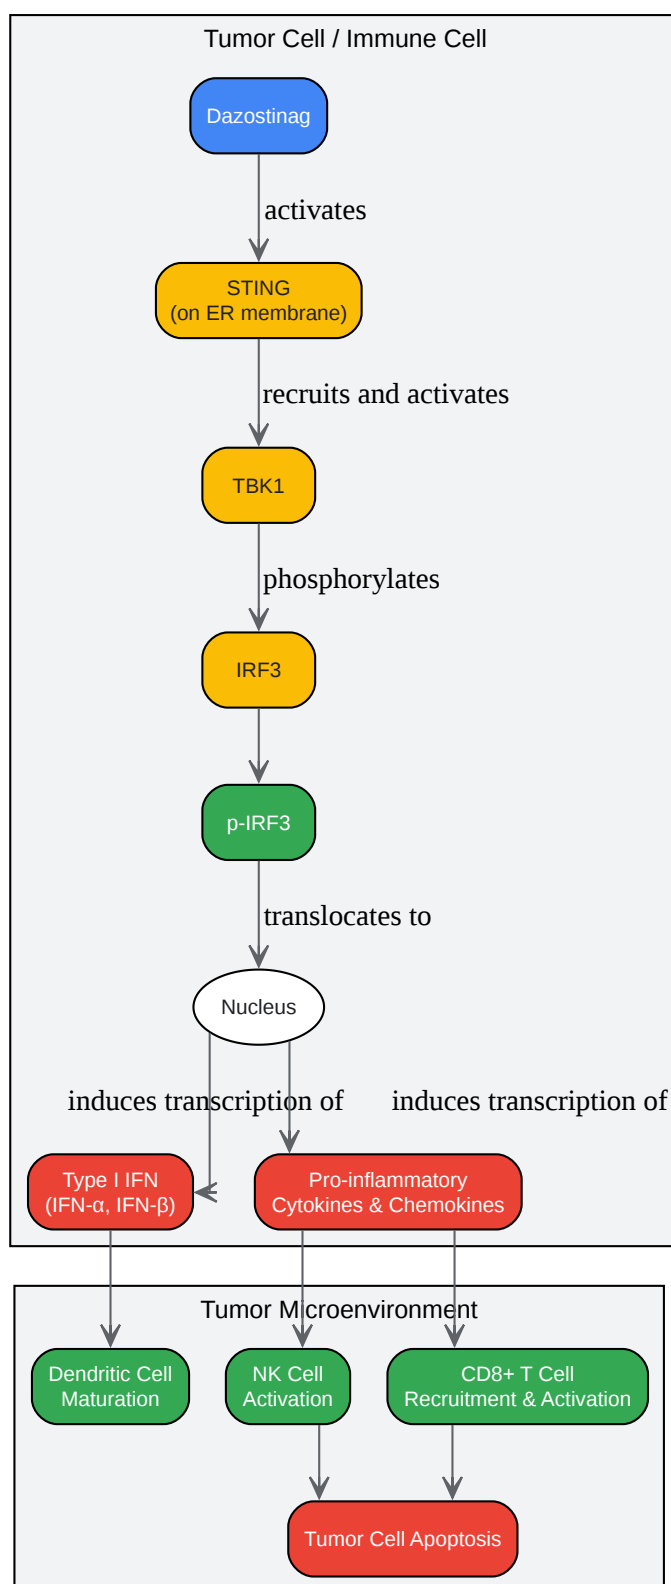 Tumor Cell / Immune Cell
Dazostinag
activates
STING
(on ER membrane)
recruits and activates
TBK1
phosphorylates
IRF3
p-IRF3
translocates to
Nucleus
induces transcription of
induces transcription of
Type I IFN
(IFN-α, IFN-β)
Pro-inflammatory
Cytokines & Chemokines
Tumor Microenvironment
Dendritic Cell
Maturation
NK Cell
Activation
CD8+ T Cell
Recruitment & Activation
Tumor Cell Apoptosis